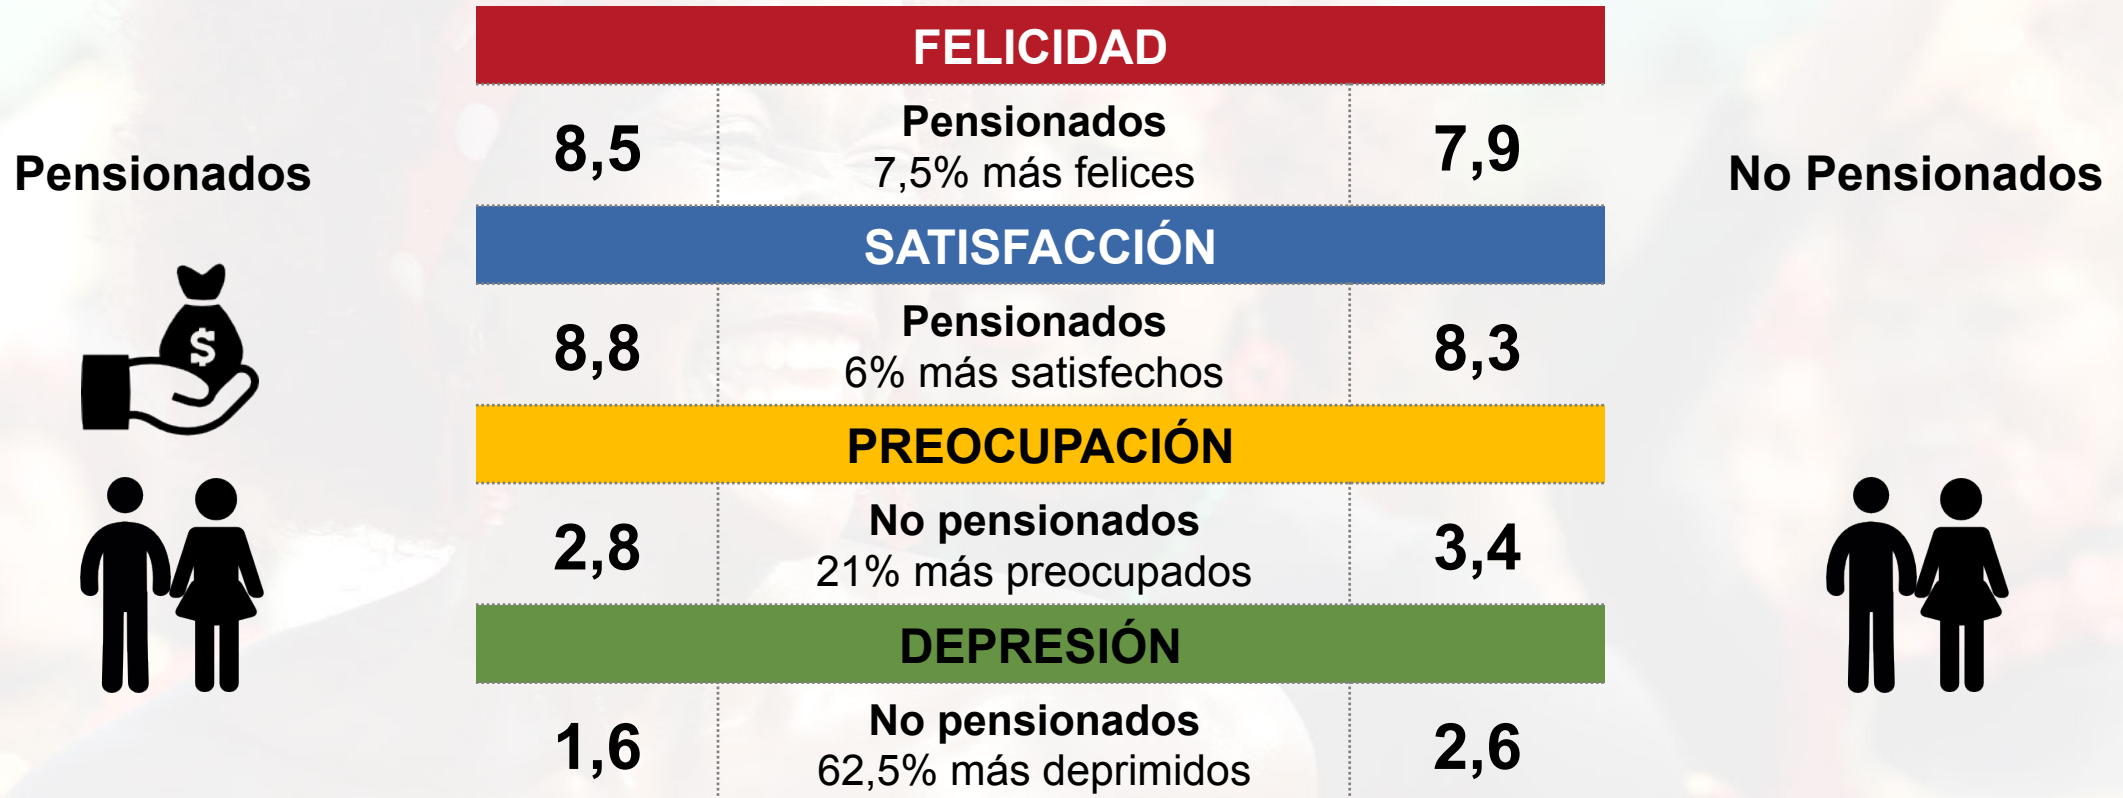 FELICIDAD
Pensionados
8,5
Pensionados
7,5% más felices
7,9
No Pensionados
SATISFACCIÓN
$
8,8
Pensionados
6% más satisfechos
8,3
PREOCUPACIÓN
2,8
No pensionados
21% más preocupados
3,4
DEPRESIÓN
1,6
No pensionados
62,5% más deprimidos
2,6